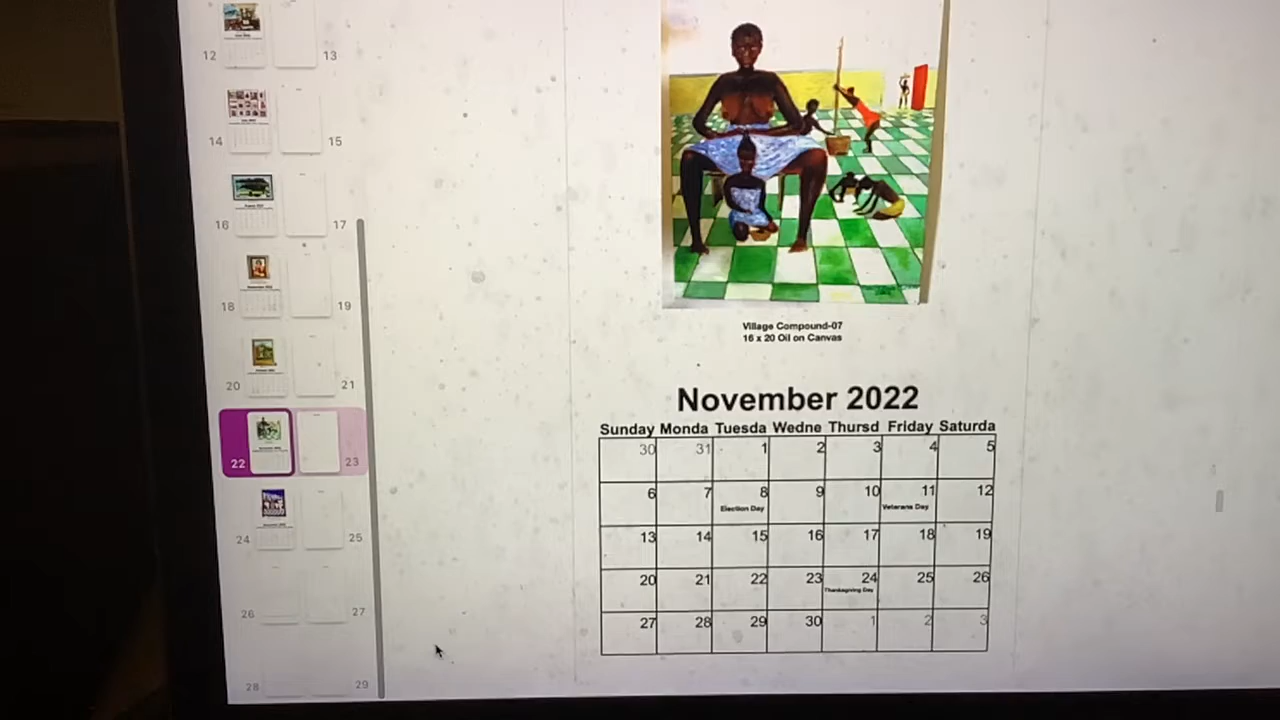 12
13
14
15
16
17
18
19
20
21
22
23
24
25
26
27
28
29
Village Compound-07
16 x 20 Oil on Canvas
November 2022
Sunday Monda Tuesda Wedne Thursd Friday Saturda
30 31 1 2 3 4 5
6 7 8 9 10 11 12
Election Day Veterans Day
13 14 15 16 17 18 19
20 21 22 23 24 25 26
Thanksgiving Day
27 28 29 30 1 2 3